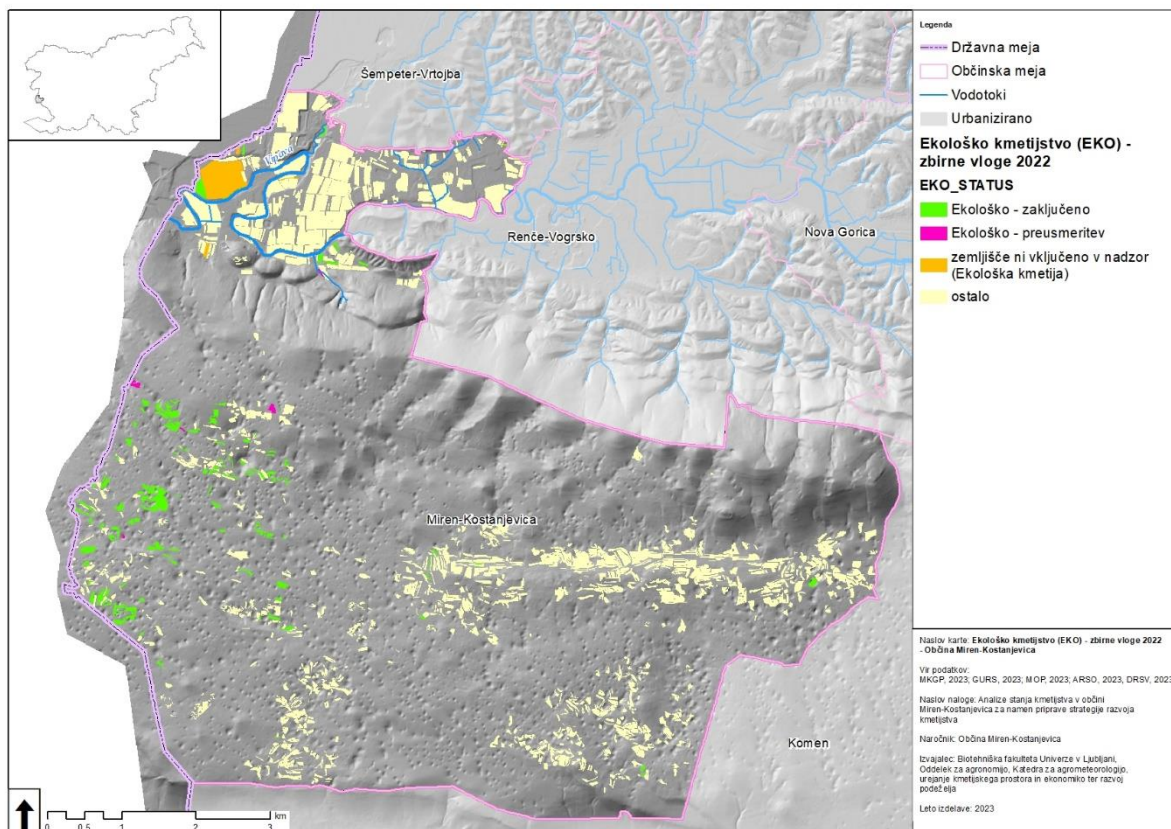 Šempeter-Vrtojba
Vipava
Renče-Vogrsko
Nova Gorica
Miren-Kostanjevica
Komen
0 0.5 1 2 3 km
Legenda
Državna meja
Občinska meja
Vodotoki
Urbanizirano
Ekološko kmetijstvo (EKO) -
zbirne vloge 2022
EKO_STATUS
Ekološko - zaključeno
Ekološko - preusmeritev
zemljišče ni vključeno v nadzor
(Ekološka kmetija)
ostalo
Naslov karte: Ekološko kmetijstvo (EKO) - zbirne vloge 2022
- Občina Miren-Kostanjevica
Vir podatkov:
MKGP, 2023; GURS, 2023; MOP, 2023; ARSO, 2023, DRSV, 2023
Naslov naloge: Analize stanja kmetijstva v občini
Miren-Kostanjevica za namen priprave strategije razvoja
kmetijstva
Naročnik: Občina Miren-Kostanjevica
Izvajalec: Biotehniška fakulteta Univerze v Ljubljani,
Oddelek za agronomijo, Katedra za agrometeorologijo,
urejanje kmetijskega prostora in ekonomiko ter razvoj
podeželja
Leto izdelave: 2023